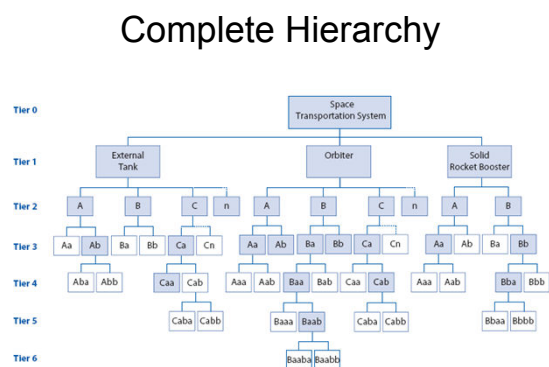 Complete Hierarchy
Tier 0
Space
Transportation System
Tier 1
External
Tank
Orbiter
Solid
Rocket Booster
Tier 2
A B C n A B C n A B
Tier 3
Aa Ab Ba Bb Ca Cn Aa Ab Ba Bb Ca Cn Aa Ab Ba Bb
Tier 4
Aba Abb Caa Cab Aaa Aab Baa Bab Caa Cab Aaa Aab Bba Bbb
Tier 5
Caba Cabb Baaa Baab Caba Cabb Bbaa Bbbb
Tier 6
Baaba Baabb